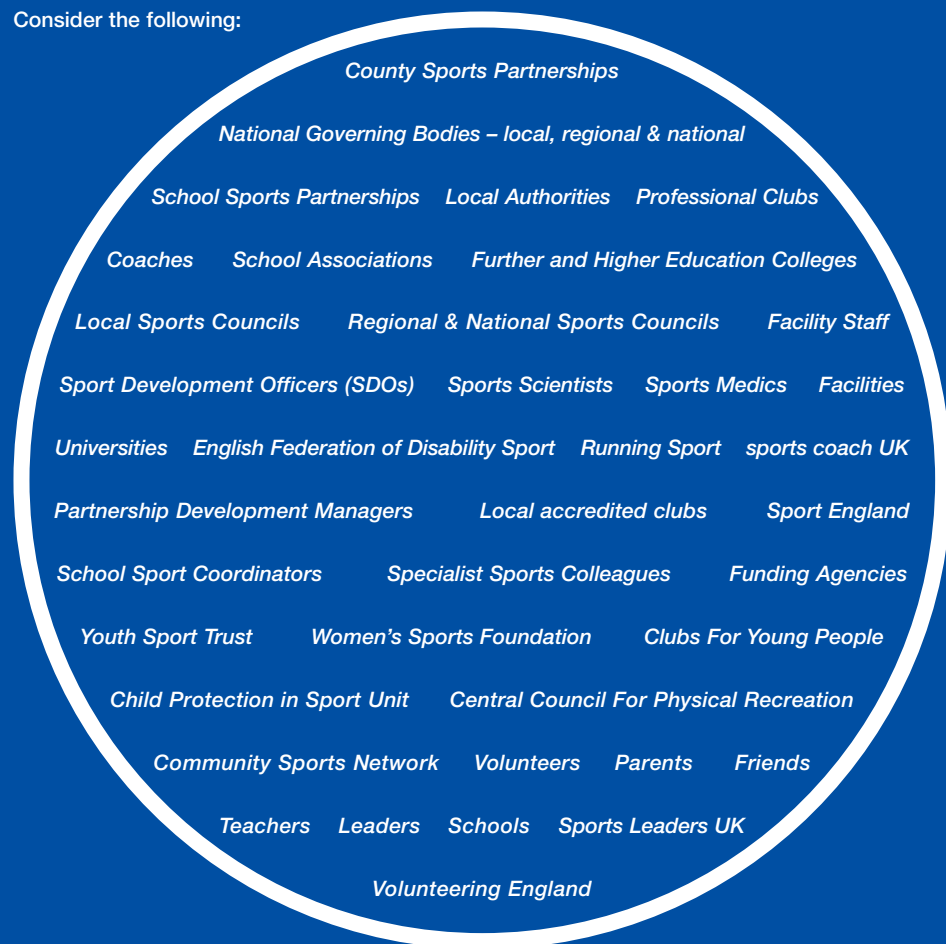 Consider the following:
County Sports Partnerships
National Governing Bodies – local, regional & national
School Sports Partnerships Local Authorities Professional Clubs
Coaches School Associations Further and Higher Education Colleges
Local Sports Councils Regional & National Sports Councils Facility Staff
Sport Development Officers (SDOs) Sports Scientists Sports Medics Facilities
Universities English Federation of Disability Sport Running Sport sports coach UK
Partnership Development Managers Local accredited clubs Sport England
School Sport Coordinators Specialist Sports Colleagues Funding Agencies
Youth Sport Trust Women’s Sports Foundation Clubs For Young People
Child Protection in Sport Unit Central Council For Physical Recreation
Community Sports Network Volunteers Parents Friends
Teachers Leaders Schools Sports Leaders UK
Volunteering England